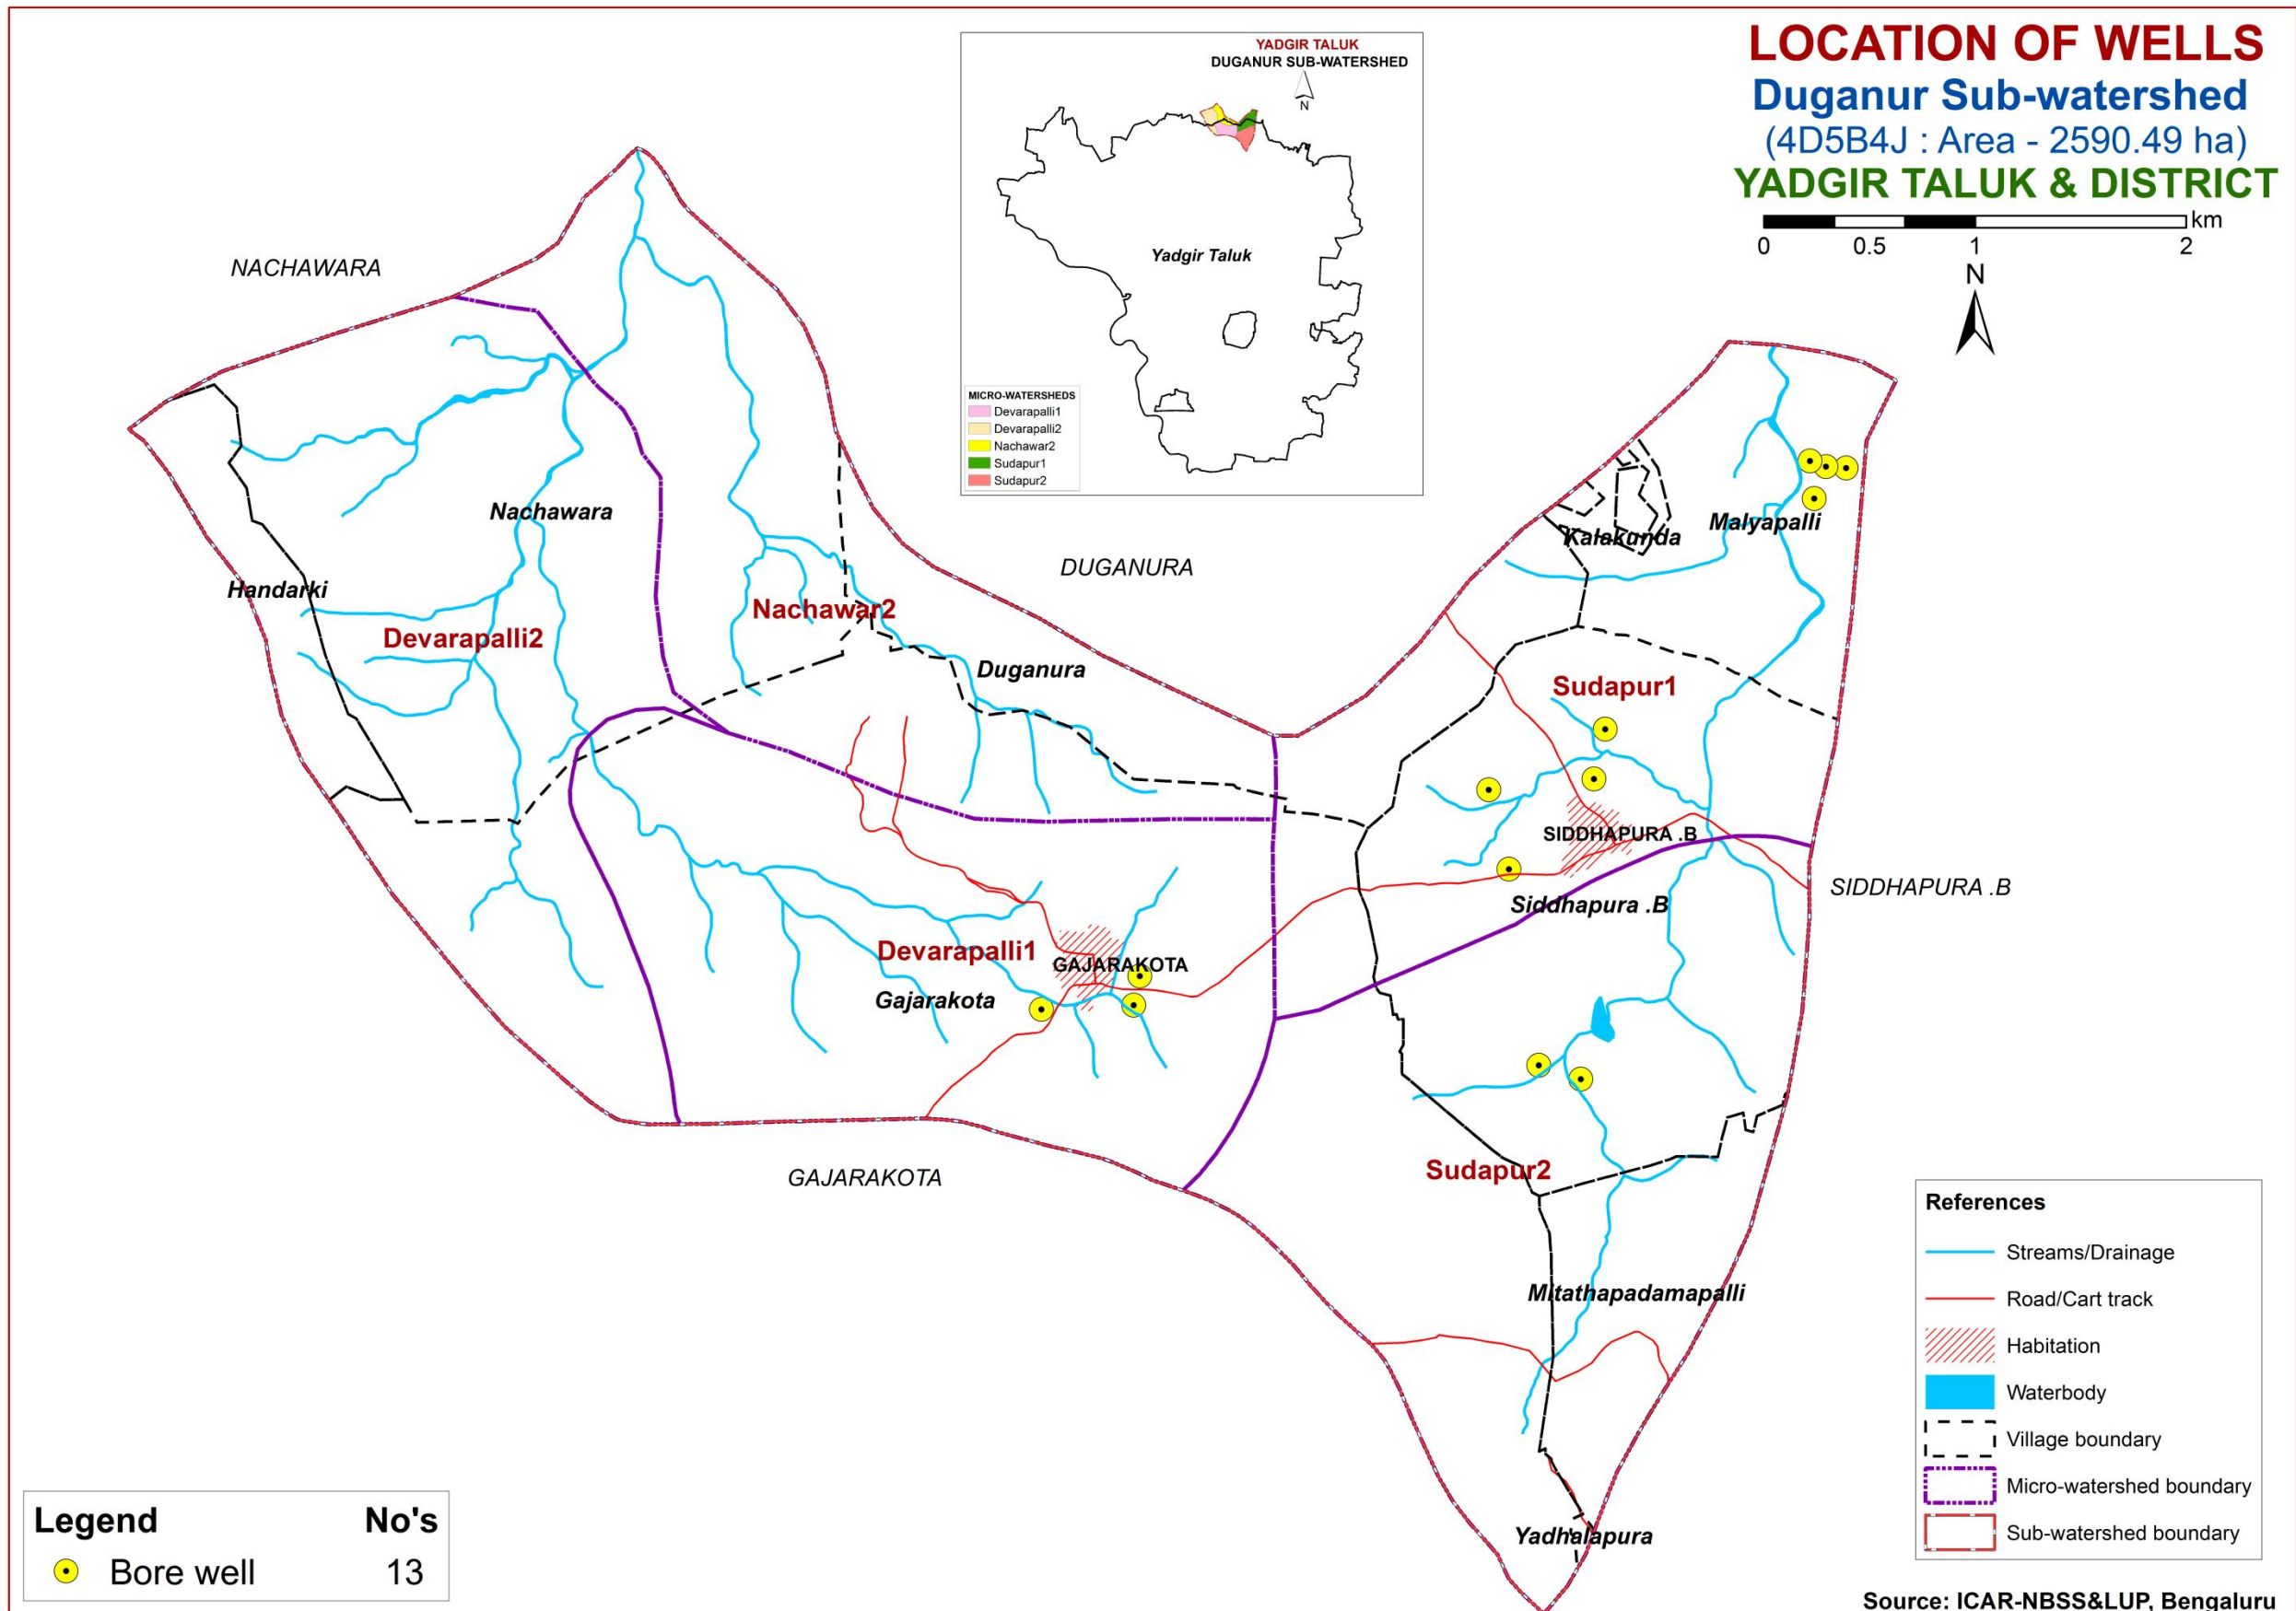 LOCATION OF WELLS
Duganur Sub-watershed
(4D5B4J : Area - 2590.49 ha)
YADGIR TALUK & DISTRICT
km
0 0.5 1 2
N
YADGIR TALUK
DUGANUR SUB-WATERSHED
N
Yadgir Taluk
MICRO-WATERSHEDS
Devarapalli1
Devarapalli2
Nachawar2
Sudapur1
Sudapur2
NACHAWARA
Nachawara
Handarki
Devarapalli2
Nachawar2
DUGANURA
Duganura
Kalakunda
Malyapalli
Sudapur1
SIDDHAPURA .B
Siddhapura .B
SIDDHAPURA .B
Devarapalli1
GAJARAKOTA
Gajarakota
GAJARAKOTA
Sudapur2
Mitathapadamapalli
Yadhalapura
References
Streams/Drainage
Road/Cart track
Habitation
Waterbody
Village boundary
Micro-watershed boundary
Sub-watershed boundary
Legend No's
Bore well 13
Source: ICAR-NBSS&LUP, Bengaluru